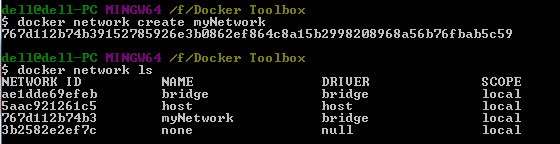 dell@dell-PC MINGW64 /f/Docker Toolbox
$ docker network create myNetwork
767d112b74b39152785926e3b0862ef864c8a15b2998208968a56b76fbab5c59
dell@dell-PC MINGW64 /f/Docker Toolbox
$ docker network ls
NETWORK ID NAME DRIVER SCOPE
ae1dde69efeb bridge bridge local
5aac921261c5 host host local
767d112b74b3 myNetwork bridge local
3b2582e2ef7c none null local